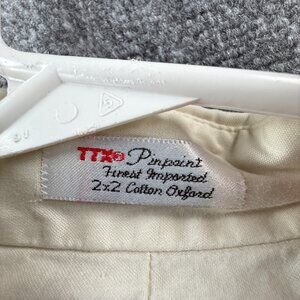 TTX® Pinpoint
Finest Imported
2x2 Cotton Oxford